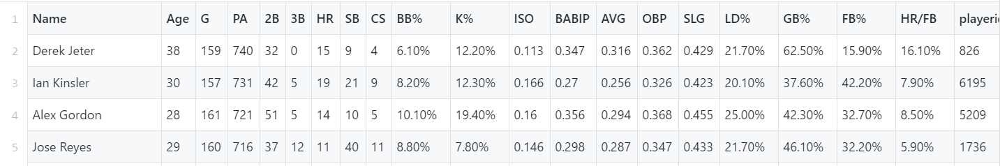 1 Name Age G PA 2B 3B HR SB CS BB% K% ISO BABIP AVG OBP SLG LD% GB% FB% HR/FB
2 Derek Jeter 38 159 740 32 0 15 9 4 6.10% 12.20% 0.113 0.347 0.316 0.362 0.429 21.70% 62.50% 15.90% 16.10% 826
3 Ian Kinsler 30 157 731 42 5 19 21 9 8.20% 12.30% 0.166 0.27 0.256 0.326 0.423 20.10% 37.60% 42.20% 7.90% 6195
4 Alex Gordon 28 161 721 51 5 14 10 5 10.10% 19.40% 0.16 0.356 0.294 0.368 0.455 25.00% 42.30% 32.70% 8.50% 5209
5 Jose Reyes 29 160 716 37 12 11 40 11 8.80% 7.80% 0.146 0.298 0.287 0.347 0.433 21.70% 46.10% 32.20% 5.90% 1736